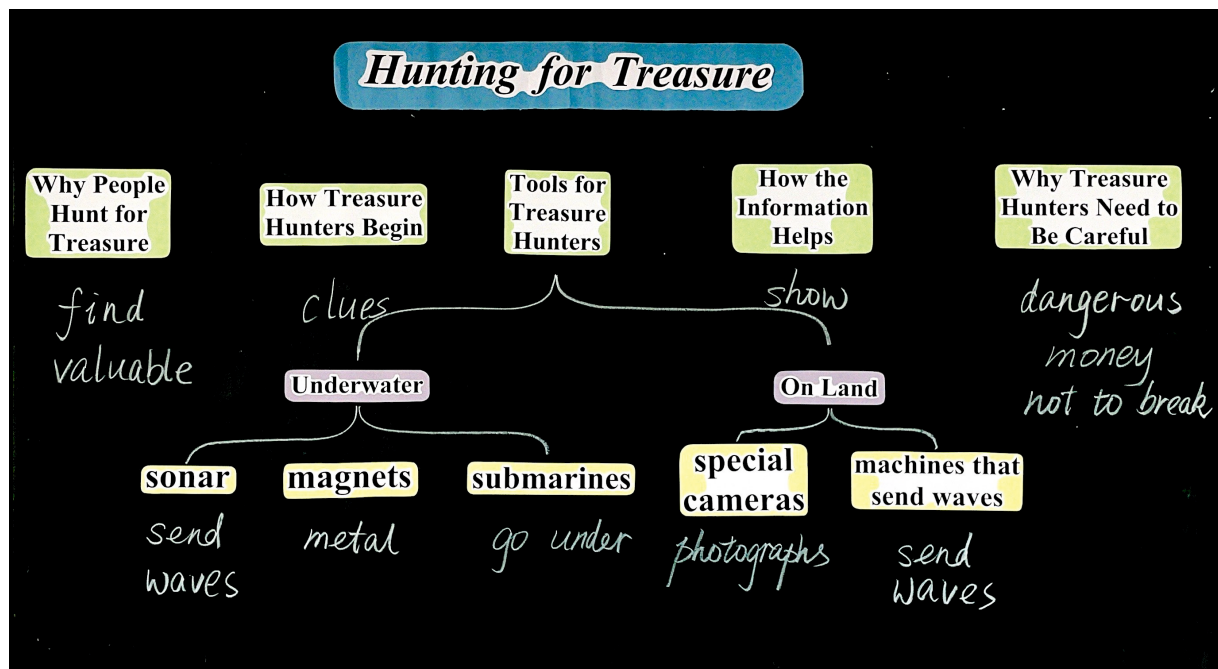 Hunting for Treasure
Why People
Hunt for
Treasure
find
valuable
How Treasure
Hunters Begin
clues
Tools for
Treasure
Hunters
Underwater
sonar
send
waves
magnets
metal
submarines
go under
On Land
special
cameras
photographs
machines that
send waves
send
waves
How the
Information
Helps
show
Why Treasure
Hunters Need to
Be Careful
dangerous
money
not to break